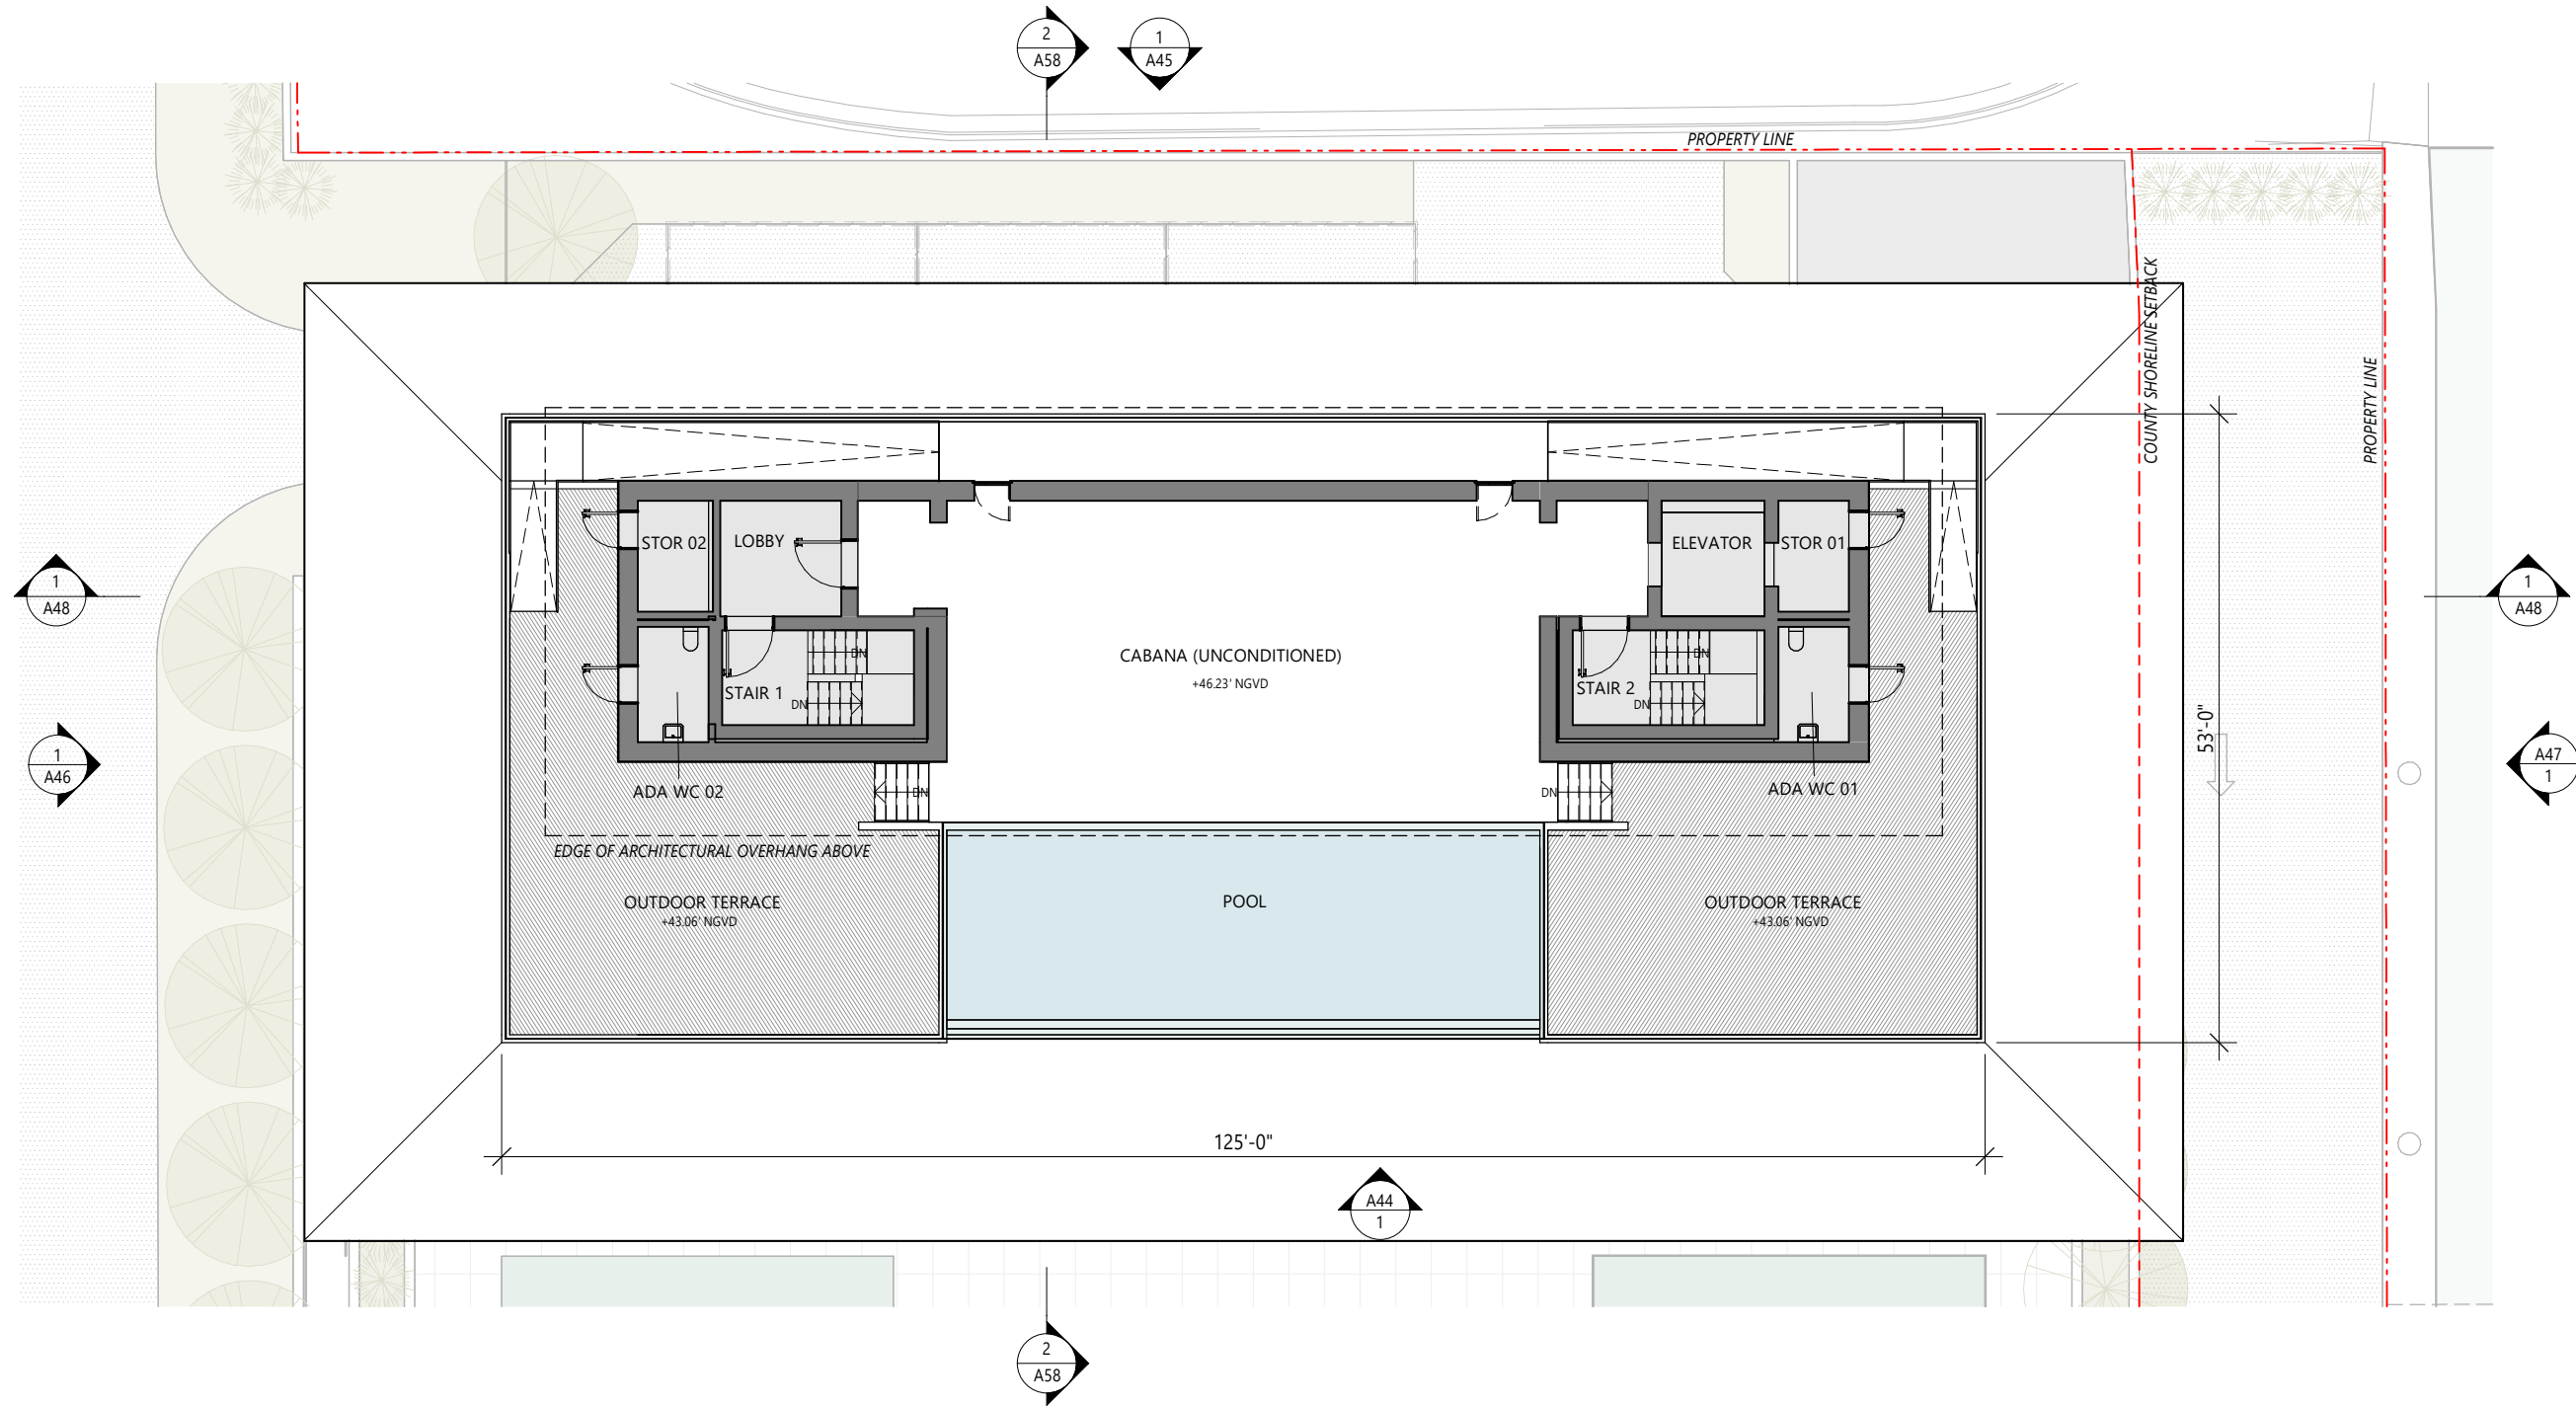 2
A58
1
A45
PROPERTY LINE
COUNTY SHORELINE SETBACK
PROPERTY LINE
STOR 02
LOBBY
ELEVATOR
STOR 01
1
A48
1
A48
CABANA (UNCONDITIONED)
+46.23' NGVD
DN
DN
STAIR 1
STAIR 2
DN
DN
53'-0"
1
A46
A47
1
ADA WC 02
DN
DN
ADA WC 01
EDGE OF ARCHITECTURAL OVERHANG ABOVE
OUTDOOR TERRACE
+43.06' NGVD
POOL
OUTDOOR TERRACE
+43.06' NGVD
125'-0"
A44
1
2
A58